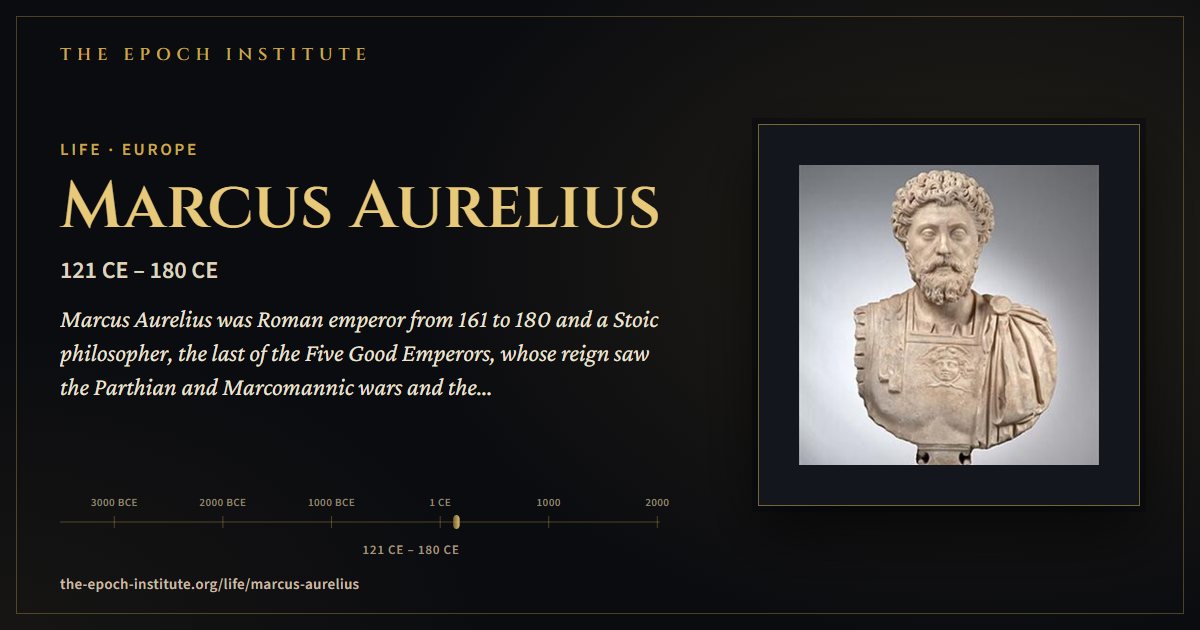 THE EPOCH INSTITUTE
LIFE · EUROPE
MARCUS AURELIUS
121 CE – 180 CE
Marcus Aurelius was Roman emperor from 161 to 180 and a Stoic
philosopher, the last of the Five Good Emperors, whose reign saw
the Parthian and Marcomannic wars and the...
3000 BCE 2000 BCE 1000 BCE 1 CE 1000 2000
121 CE – 180 CE
the-epoch-institute.org/life/marcus-aurelius